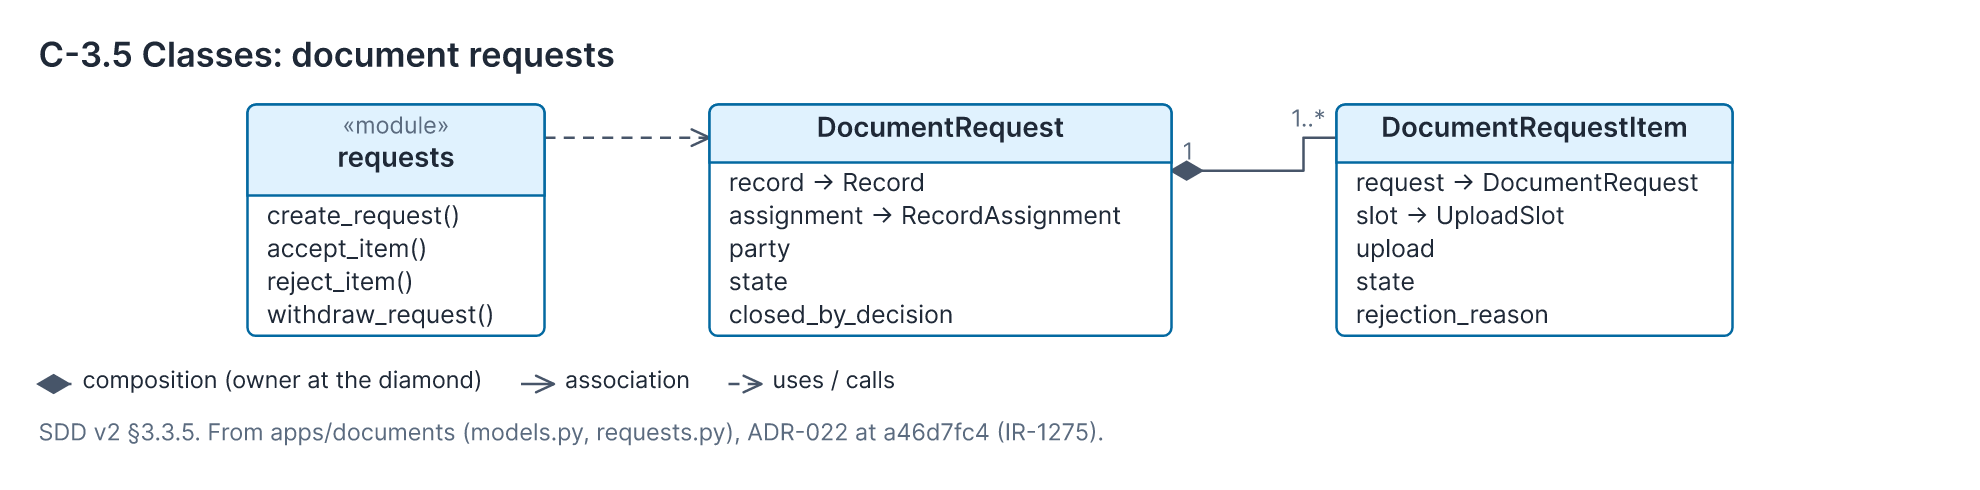 C-3.5 Classes: document requests
«module»
requests
create_request()
accept_item()
reject_item()
withdraw_request()
DocumentRequest
record → Record
assignment → RecordAssignment
party
state
closed_by_decision
1
1..*
DocumentRequestItem
request → DocumentRequest
slot → UploadSlot
upload
state
rejection_reason
composition (owner at the diamond)
association
uses / calls
SDD v2 §3.3.5. From apps/documents (models.py, requests.py), ADR-022 at a46d7fc4 (IR-1275).